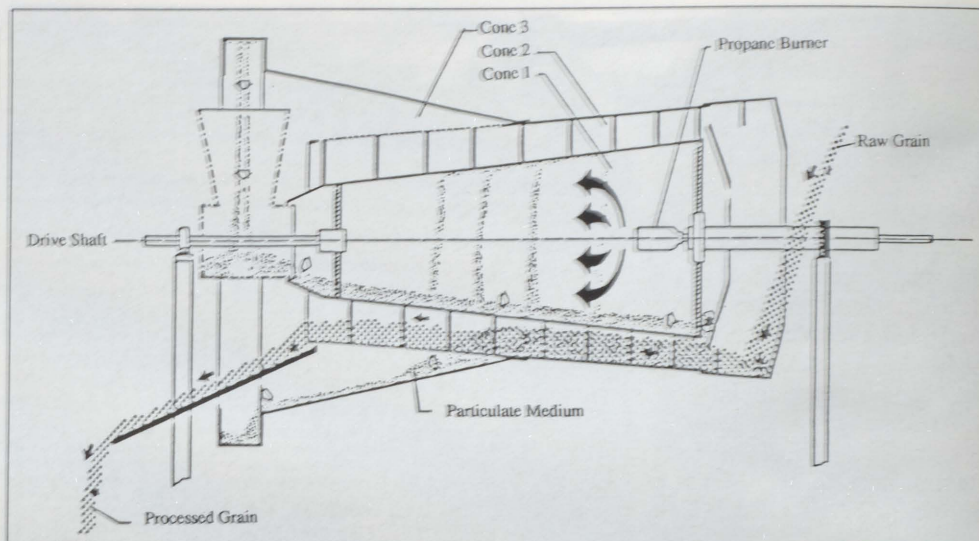 Cone 3
Cone 2
Cone 1
Propane Burner
Raw Grain
Drive Shaft
Particulate Medium
Processed Grain